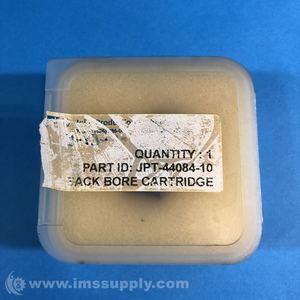 QUANTITY : 1
PART ID: JPT-44084-10
BACK BORE CARTRIDGE
© www.imssupply.com